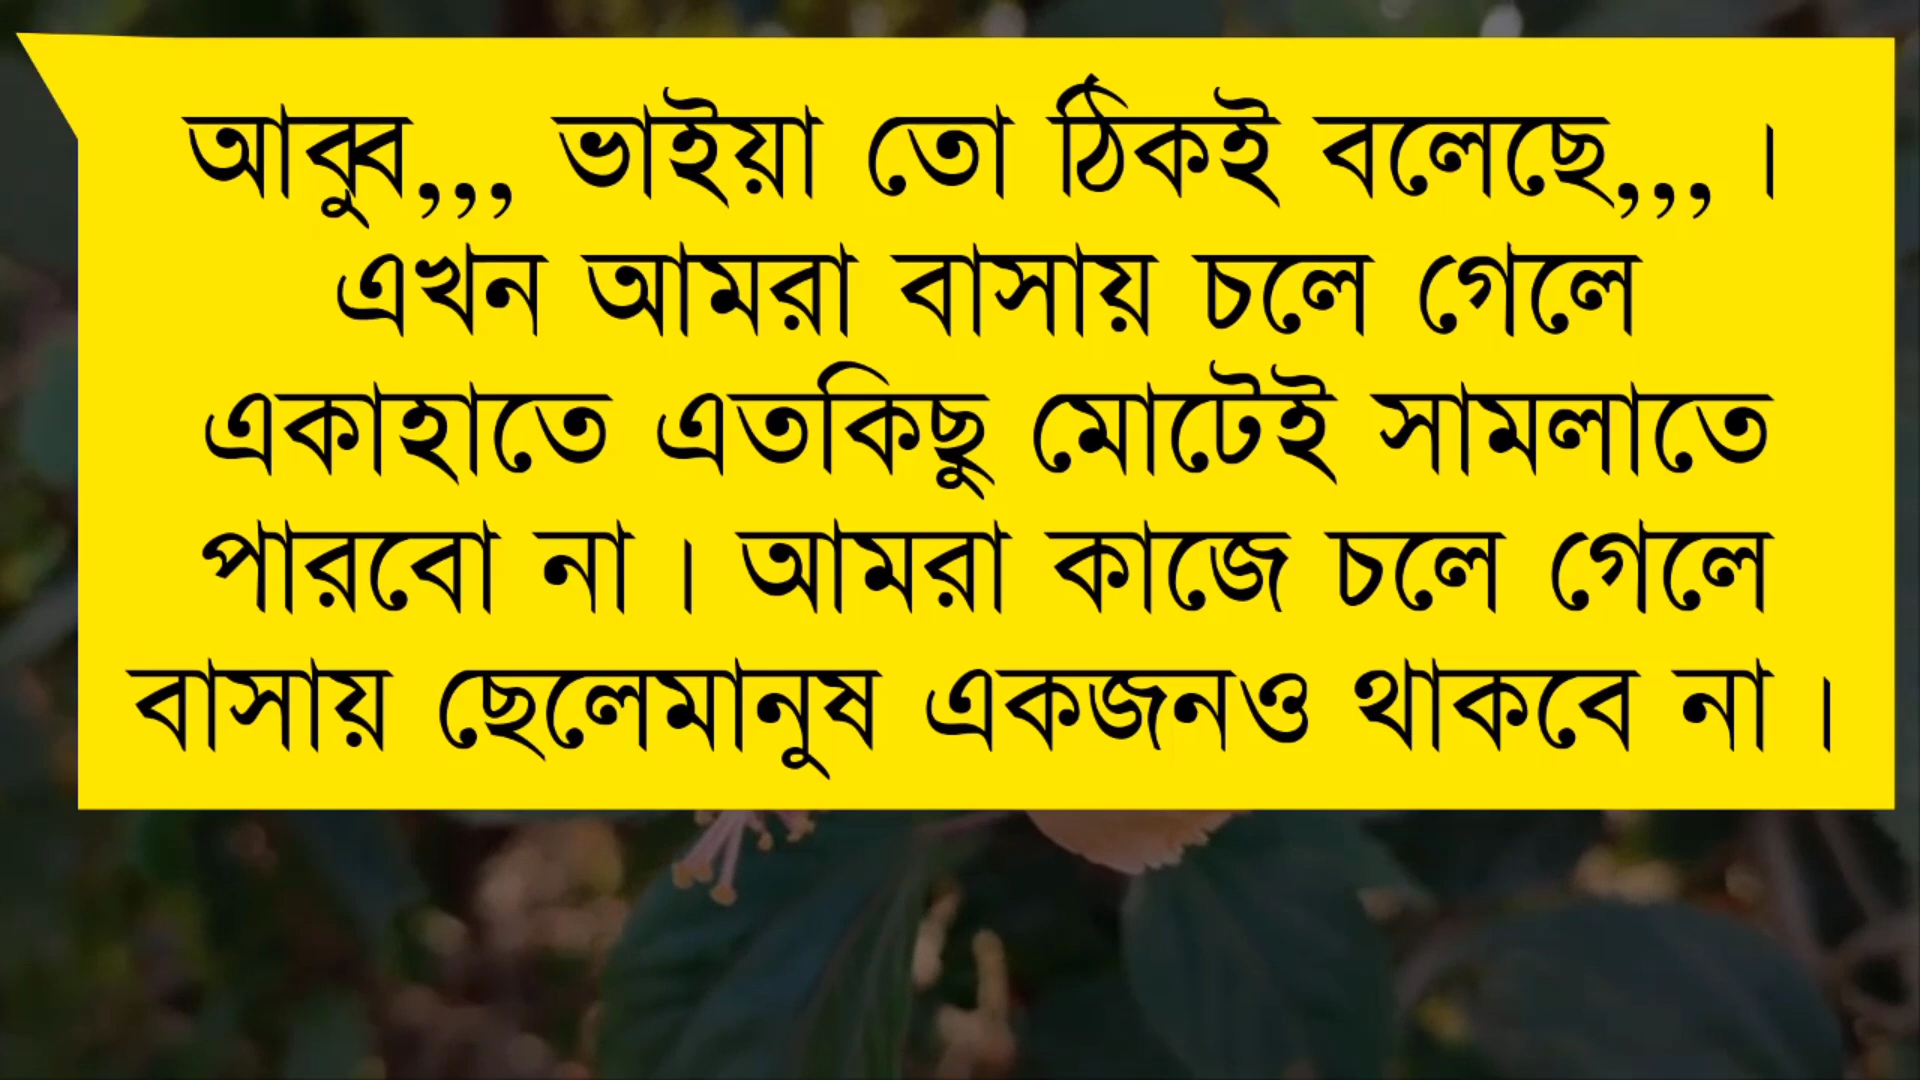 আব্বু,,, ভাইয়া তো ঠিকই বলেছে,,, ।
এখন আমরা বাসায় চলে গেলে
একাহাতে এতকিছু মোটেই সামলাতে
পারবো না । আমরা কাজে চলে গেলে
বাসায় ছেলেমানুষ একজনও থাকবে না ।